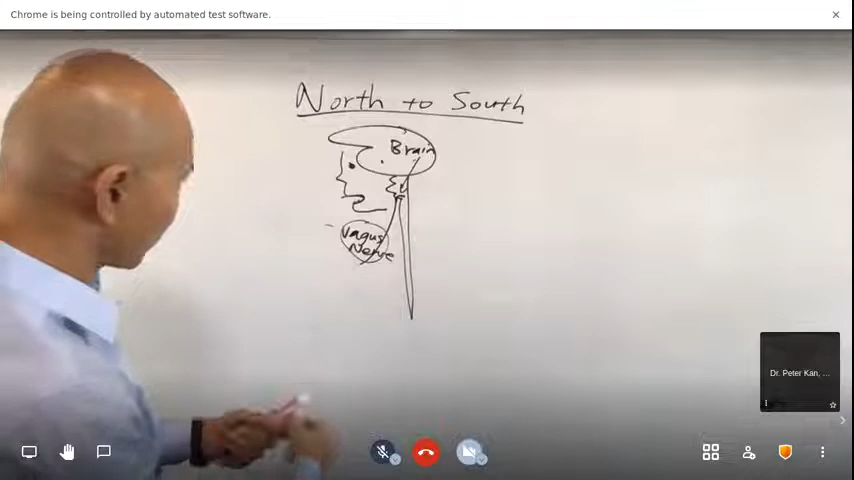 Chrome is being controlled by automated test software.
North to South
Brain
Vagus
Nerve
Dr. Peter Kan, ...